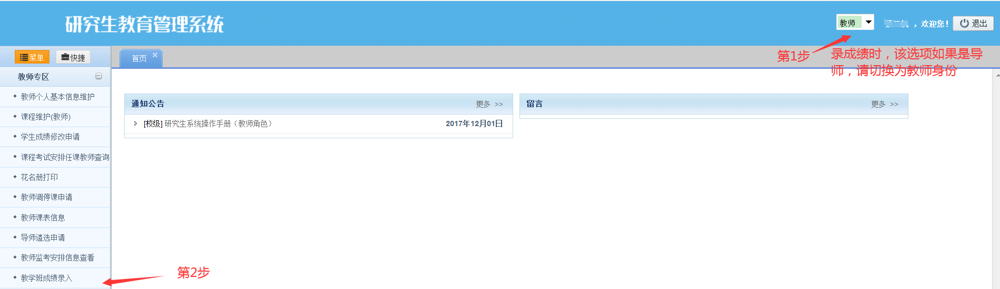 研究生教育管理系统
教师
，欢迎您！
退出
第1步
录成绩时，该选项如果是导
师，请切换为教师身份
菜单
快捷
首页
教师专区
教师个人基本信息维护
课程维护(教师)
学生成绩修改申请
课程考试安排任课教师查询
花名册打印
教师调停课申请
教师课表信息
导师遴选申请
教师监考安排信息查看
教学班成绩录入
第2步
通知公告
更多 >>
[校级] 研究生系统操作手册（教师角色）
2017年12月01日
留言
更多 >>